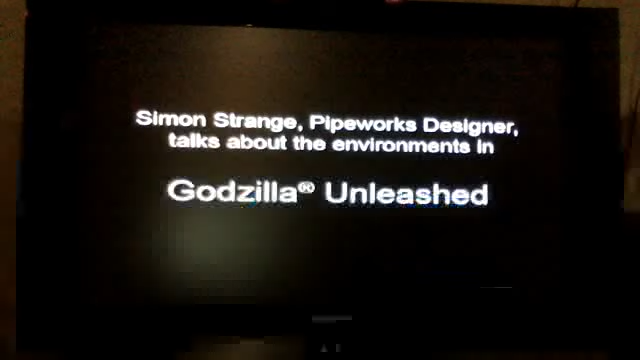 Simon Strange, Pipeworks Designer,
talks about the environments in
Godzilla® Unleashed